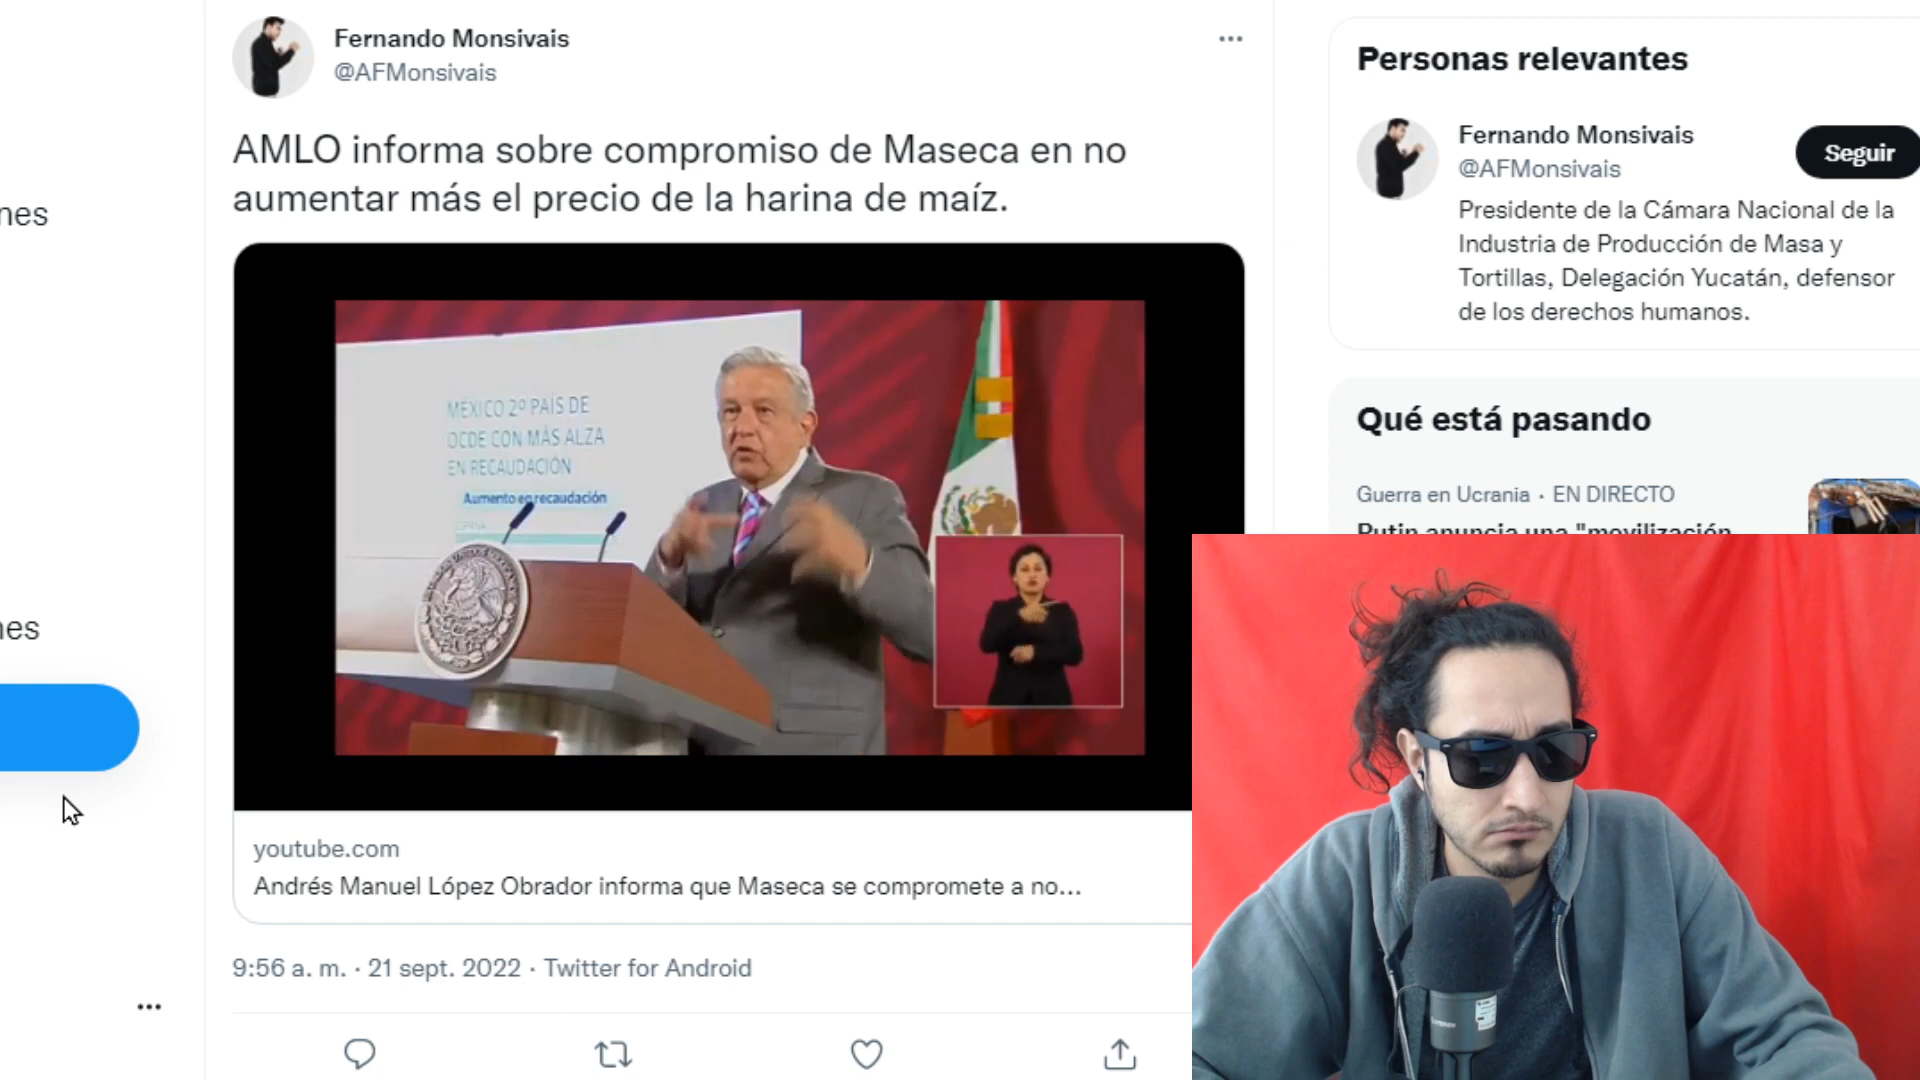 Fernando Monsivais
@AFMonsivais
AMLO informa sobre compromiso de Maseca en no
aumentar más el precio de la harina de maíz.
MÉXICO 2º PAÍS DE
OCDE CON MÁS ALZA
EN RECAUDACIÓN
Aumento en recaudación
youtube.com
Andrés Manuel López Obrador informa que Maseca se compromete a no...
9:56 a. m. · 21 sept. 2022 · Twitter for Android
nes
nes
Personas relevantes
Fernando Monsivais
@AFMonsivais
Seguir
Presidente de la Cámara Nacional de la
Industria de Producción de Masa y
Tortillas, Delegación Yucatán, defensor
de los derechos humanos.
Qué está pasando
Guerra en Ucrania · EN DIRECTO
Putin anuncia una "movilización